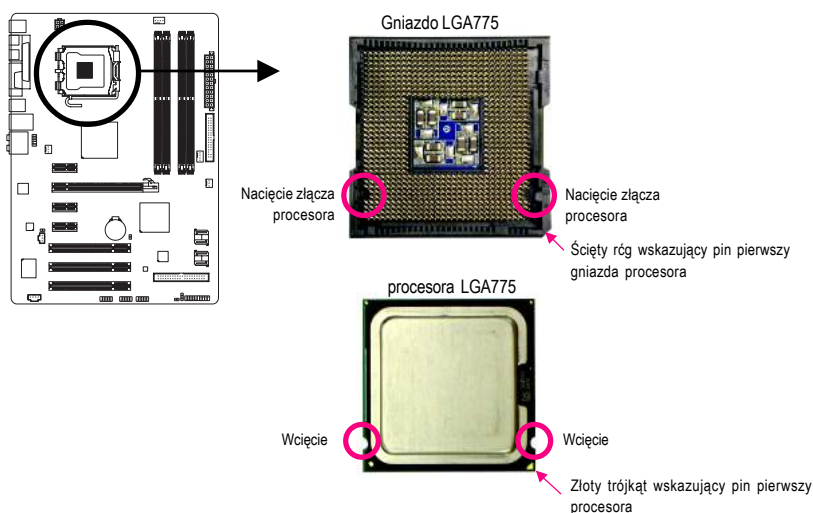 Gniazdo LGA775
Nacięcie złącza
procesora
Nacięcie złącza
procesora
Ścięty rćg wskazujący pin pierwszy
gniazda procesora
procesora LGA775
Wcięcie
Wcięcie
Złoty trójkąt wskazujący pin pierwszy
procesora